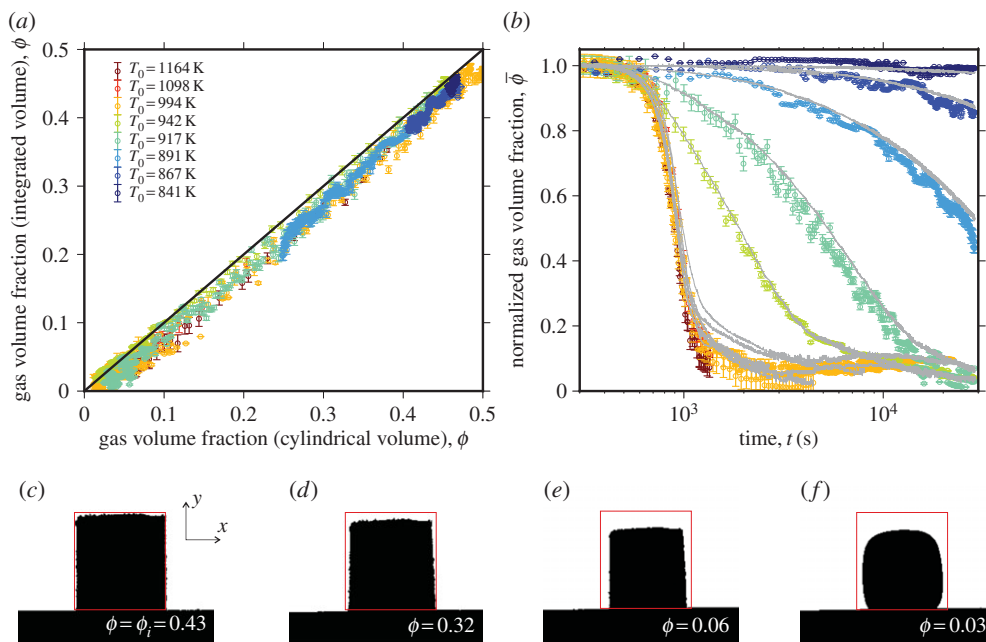 (a)
gas volume fraction (integrated volume), ϕ
0.5
0.4
0.3
0.2
0.1
0
T₀ = 1164 K
T₀ = 1098 K
T₀ = 994 K
T₀ = 942 K
T₀ = 917 K
T₀ = 891 K
T₀ = 867 K
T₀ = 841 K
0 0.1 0.2 0.3 0.4 0.5
gas volume fraction (cylindrical volume), ϕ
(b)
normalized gas volume fraction, ϕ̅
1.0
0.8
0.6
0.4
0.2
0
10³ 10⁴
time, t (s)
(c)
y
x
ϕ = ϕᵢ = 0.43
(d)
ϕ = 0.32
(e)
ϕ = 0.06
(f)
ϕ = 0.03